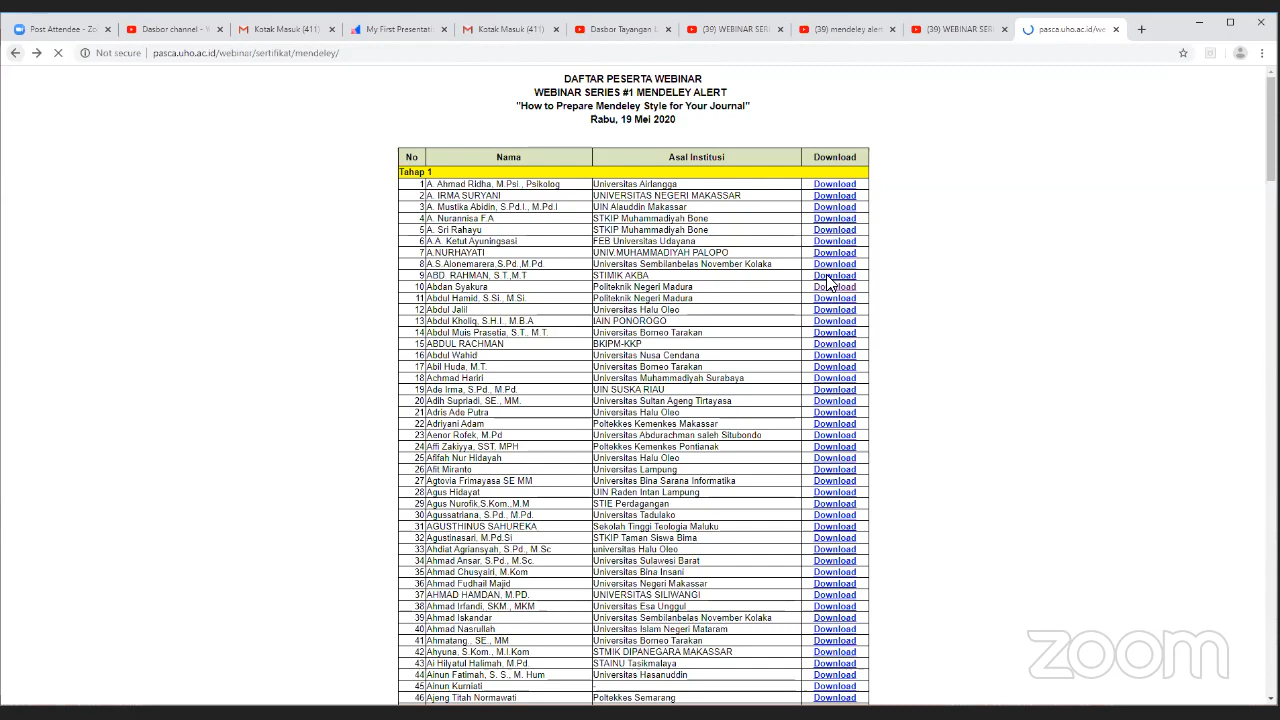 Post Attendee - Zo
Dasbor channel - Y
Kotak Masuk (411)
My First Presentati
Kotak Masuk (411)
Dasbor Tayangan L
(39) WEBINAR SERI
(39) mendeley aler
(39) WEBINAR SERI
pasca.uho.ac.id/we
Not secure | pasca.uho.ac.id/webinar/sertifikat/mendeley/
DAFTAR PESERTA WEBINAR
WEBINAR SERIES #1 MENDELEY ALERT
"How to Prepare Mendeley Style for Your Journal"
Rabu, 19 Mei 2020
No Nama Asal Institusi Download
Tahap 1
1 A. Ahmad Ridha, M.Psi , Psikolog Universitas Airlangga Download
2 A. IRMA SURYANI UNIVERSITAS NEGERI MAKASSAR Download
3 A. Mustika Abidin, S.Pd.I., M.Pd.I UIN Alauddin Makassar Download
4 A. Nurannisa F.A STKIP Muhammadiyah Bone Download
5 A. Sri Rahayu STKIP Muhammadiyah Bone Download
6 A.A. Ketut Ayuningsasi FEB Universitas Udayana Download
7 A.NURHAYATI UNIV.MUHAMMADIYAH PALOPO Download
8 A.S.Alonemarera,S.Pd.,M.Pd. Universitas Sembilanbelas November Kolaka Download
9 ABD. RAHMAN, S.T.,M.T STIMIK AKBA Download
10 Abdan Syakura Politeknik Negeri Madura Download
11 Abdul Hamid, S.Si., M.Si. Politeknik Negeri Madura Download
12 Abdul Jalil Universitas Halu Oleo Download
13 Abdul Kholiq, S.H.I., M.B.A IAIN PONOROGO Download
14 Abdul Muis Prasetia, S.T., M.T. Universitas Borneo Tarakan Download
15 ABDUL RACHMAN BKIPM-KKP Download
16 Abdul Wahid Universitas Nusa Cendana Download
17 Abil Huda, M.T. Universitas Borneo Tarakan Download
18 Achmad Hariri Universitas Muhammadiyah Surabaya Download
19 Ade Irma, S.Pd., M.Pd. UIN SUSKA RIAU Download
20 Adih Supriadi, SE., MM. Universitas Sultan Ageng Tirtayasa Download
21 Adris Ade Putra Universitas Halu Oleo Download
22 Adriyani Adam Poltekkes Kemenkes Makassar Download
23 Aenor Rofek, M.Pd Universitas Abdurachman saleh Situbondo Download
24 Affi Zakiyya, SST, MPH Poltekkes Kemenkes Pontianak Download
25 Afifah Nur Hidayah Universitas Halu Oleo Download
26 Afit Miranto Universitas Lampung Download
27 Agtovia Frimayasa SE MM Universitas Bina Sarana Informatika Download
28 Agus Hidayat UIN Raden Intan Lampung Download
29 Agus Nurofik,S.Kom.,M.M STIE Perdagangan Download
30 Agussatriana, S.Pd., M.Pd. Universitas Tadulako Download
31 AGUSTHINUS SAHUREKA Sekolah Tinggi Teologia Maluku Download
32 Agustinasari, M.Pd.Si STKIP Taman Siswa Bima Download
33 Ahdiat Agriansyah, S.Pd., M.Sc universitas Halu Oleo Download
34 Ahmad Ansar, S.Pd., M.Sc. Universitas Sulawesi Barat Download
35 Ahmad Chusyairi, M.Kom Universitas Bina Insani Download
36 Ahmad Fudhail Majid Universitas Negeri Makassar Download
37 AHMAD HAMDAN, M.PD. UNIVERSITAS SILIWANGI Download
38 Ahmad Irfandi, SKM., MKM Universitas Esa Unggul Download
39 Ahmad Iskandar Universitas Sembilanbelas November Kolaka Download
40 Ahmad Nasrullah Universitas Islam Negeri Mataram Download
41 Ahmatang., SE., MM Universitas Borneo Tarakan Download
42 Ahyuna, S.Kom., M.I.Kom STMIK DIPANEGARA MAKASSAR Download
43 Ai Hilyatul Halimah, M.Pd. STAINU Tasikmalaya Download
44 Ainun Fatimah, S. S., M. Hum Universitas Hasanuddin Download
45 Ainun Kurniati - Download
46 Ajeng Titah Normawati Poltekkes Semarang Download
zoom